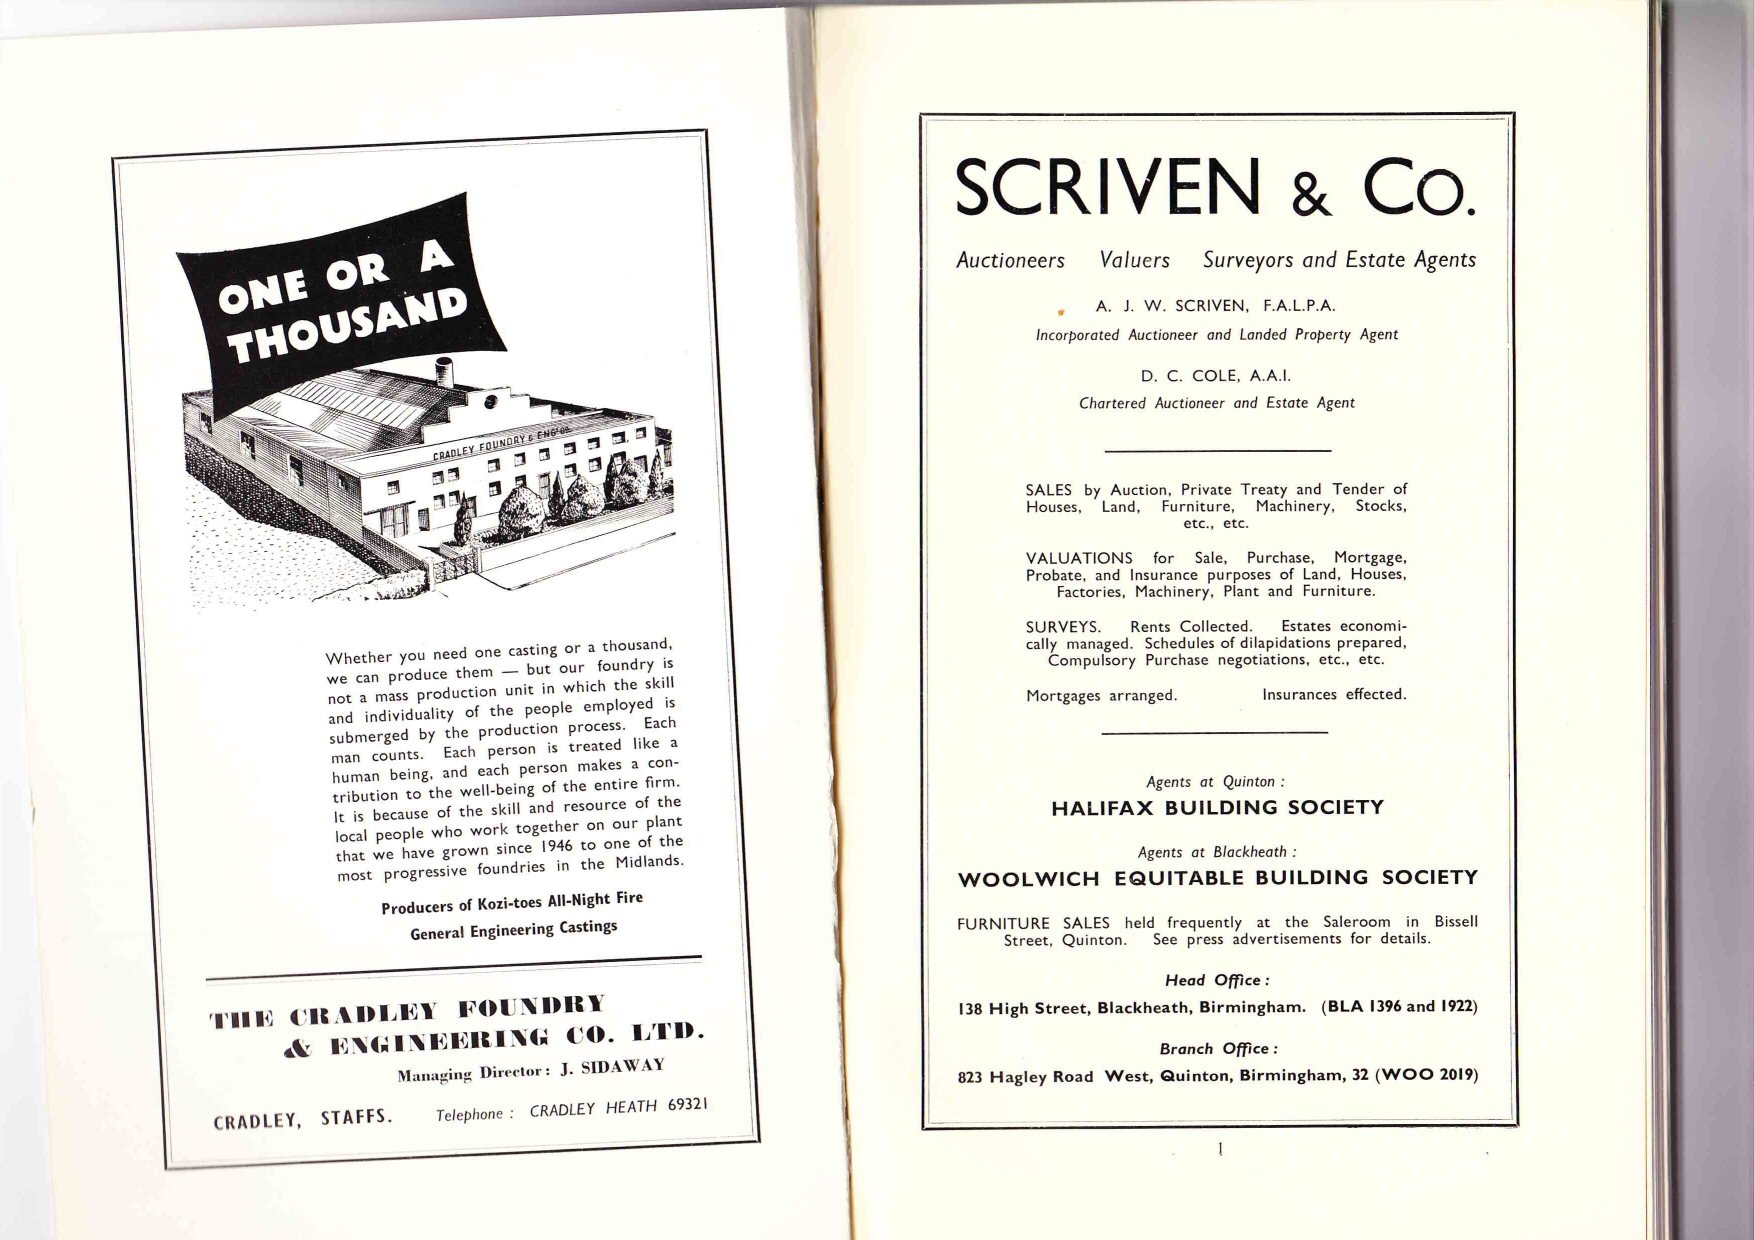 ONE OR A
THOUSAND
CRADLEY FOUNDRY & ENG. CO.
Whether you need one casting or a thousand,
we can produce them — but our foundry is
not a mass production unit in which the skill
and individuality of the people employed is
submerged by the production process. Each
man counts. Each person is treated like a
human being, and each person makes a con-
tribution to the well-being of the entire firm.
It is because of the skill and resource of the
local people who work together on our plant
that we have grown since 1946 to one of the
most progressive foundries in the Midlands.
Producers of Kozi-toes All-Night Fire
General Engineering Castings
THE CRADLEY FOUNDRY
& ENGINEERING CO. LTD.
Managing Director: J. SIDAWAY
CRADLEY, STAFFS. Telephone : CRADLEY HEATH 69321
SCRIVEN & Co.
Auctioneers Valuers Surveyors and Estate Agents
A. J. W. SCRIVEN, F.A.L.P.A.
Incorporated Auctioneer and Landed Property Agent
D. C. COLE, A.A.I.
Chartered Auctioneer and Estate Agent
SALES by Auction, Private Treaty and Tender of
Houses, Land, Furniture, Machinery, Stocks,
etc., etc.
VALUATIONS for Sale, Purchase, Mortgage,
Probate, and Insurance purposes of Land, Houses,
Factories, Machinery, Plant and Furniture.
SURVEYS. Rents Collected. Estates economi-
cally managed. Schedules of dilapidations prepared,
Compulsory Purchase negotiations, etc., etc.
Mortgages arranged. Insurances effected.
Agents at Quinton :
HALIFAX BUILDING SOCIETY
Agents at Blackheath :
WOOLWICH EQUITABLE BUILDING SOCIETY
FURNITURE SALES held frequently at the Saleroom in Bissell
Street, Quinton. See press advertisements for details.
Head Office :
138 High Street, Blackheath, Birmingham. (BLA 1396 and 1922)
Branch Office :
823 Hagley Road West, Quinton, Birmingham, 32 (WOO 2019)
1